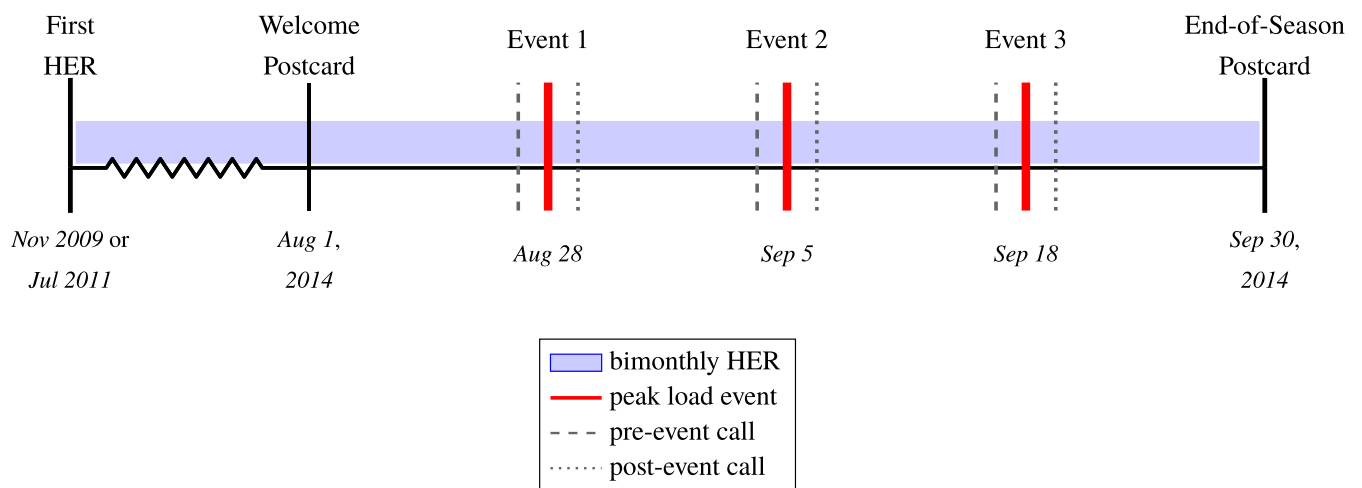 First
HER
Welcome
Postcard
Event 1
Event 2
Event 3
End-of-Season
Postcard
Nov 2009 or
Jul 2011
Aug 1,
2014
Aug 28
Sep 5
Sep 18
Sep 30,
2014
bimonthly HER
peak load event
pre-event call
post-event call